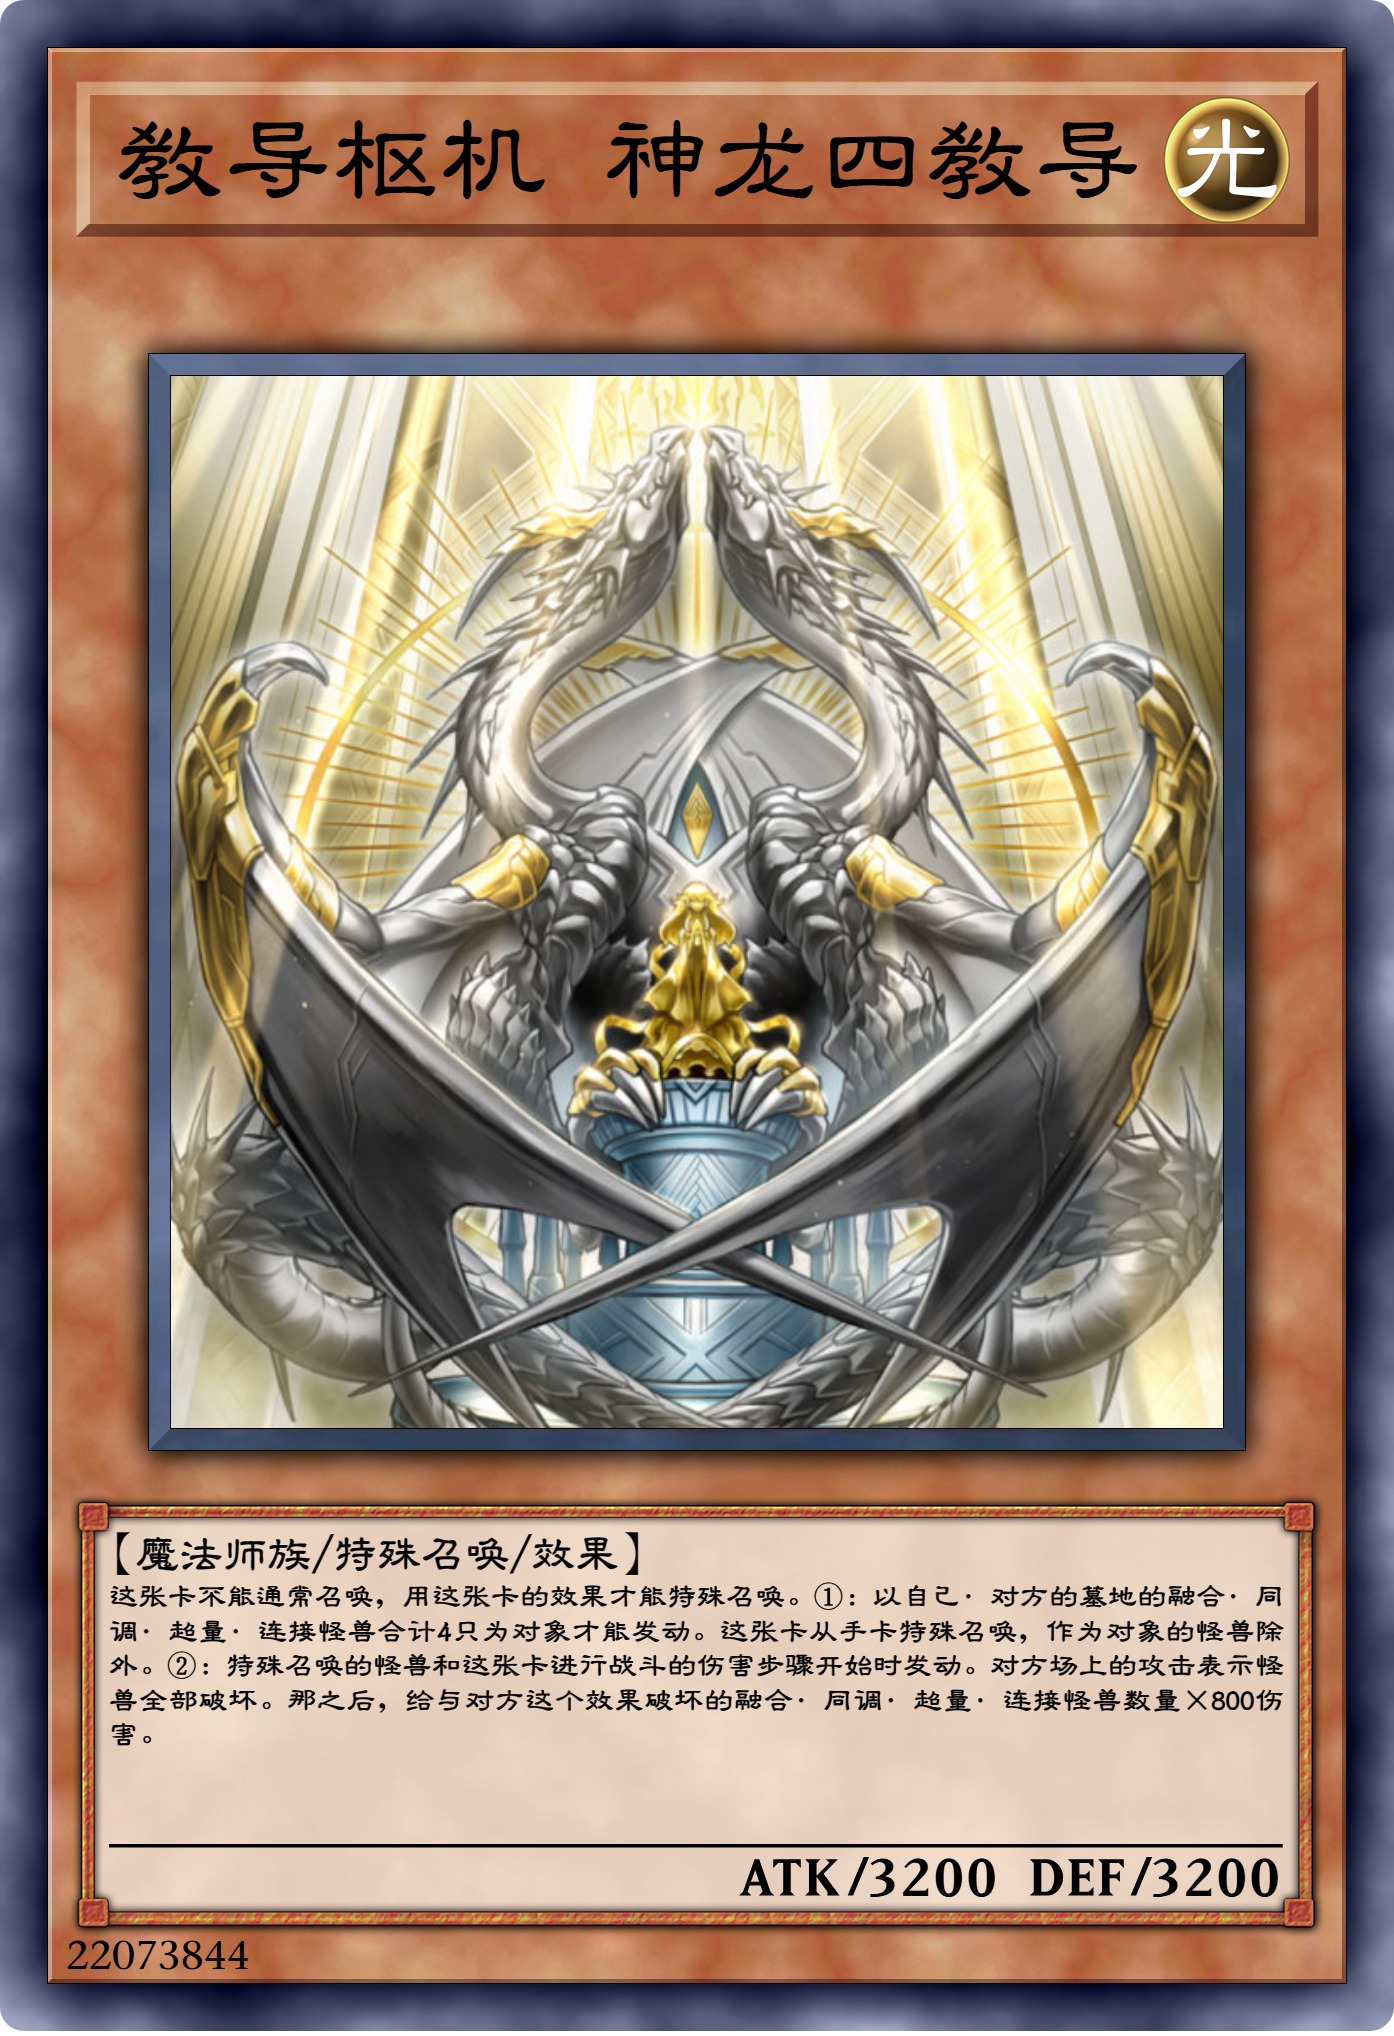 教导枢机 神龙四教导 光
【魔法师族/特殊召唤/效果】
这张卡不能通常召唤，用这张卡的效果才能特殊召唤。①：以自己·对方的墓地的融合·同
调·超量·连接怪兽合计4只为对象才能发动。这张卡从手卡特殊召唤，作为对象的怪兽除
外。②：特殊召唤的怪兽和这张卡进行战斗的伤害步骤开始时发动。对方场上的攻击表示怪
兽全部破坏。那之后，给与对方这个效果破坏的融合·同调·超量·连接怪兽数量×800伤
害。
ATK/3200 DEF/3200
22073844